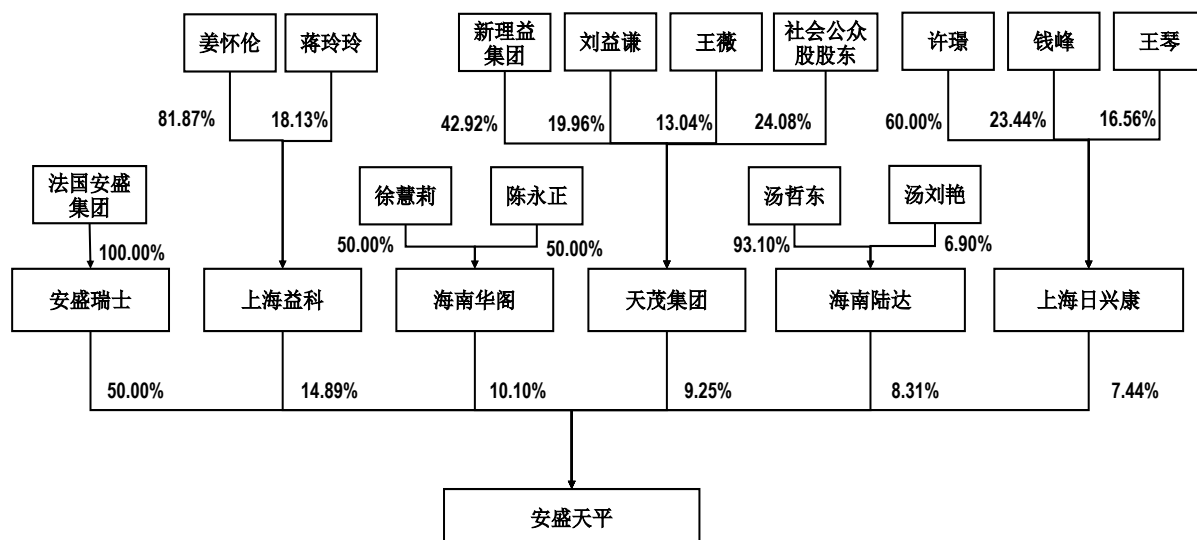 姜怀伦
蒋玲玲
新理益
集团
刘益谦
王薇
社会公众
股股东
许璟
钱峰
王琴
81.87%
18.13%
42.92%
19.96%
13.04%
24.08%
60.00%
23.44%
16.56%
法国安盛
集团
徐慧莉
陈永正
汤哲东
汤刘艳
100.00%
50.00%
50.00%
93.10%
6.90%
安盛瑞士
上海益科
海南华阁
天茂集团
海南陆达
上海日兴康
50.00%
14.89%
10.10%
9.25%
8.31%
7.44%
安盛天平